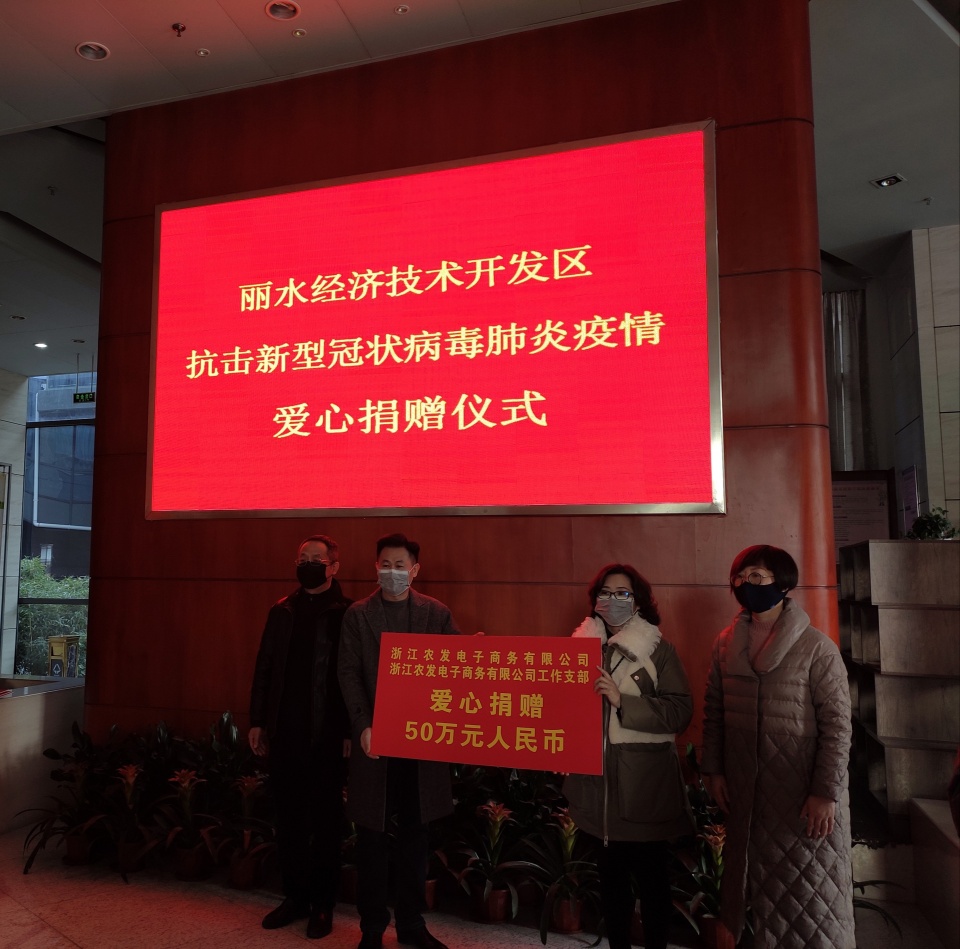 丽水经济技术开发区
抗击新型冠状病毒肺炎疫情
爱心捐赠仪式
浙江农发电子商务有限公司
浙江农发电子商务有限公司工作支部
爱心捐赠
50万元人民币